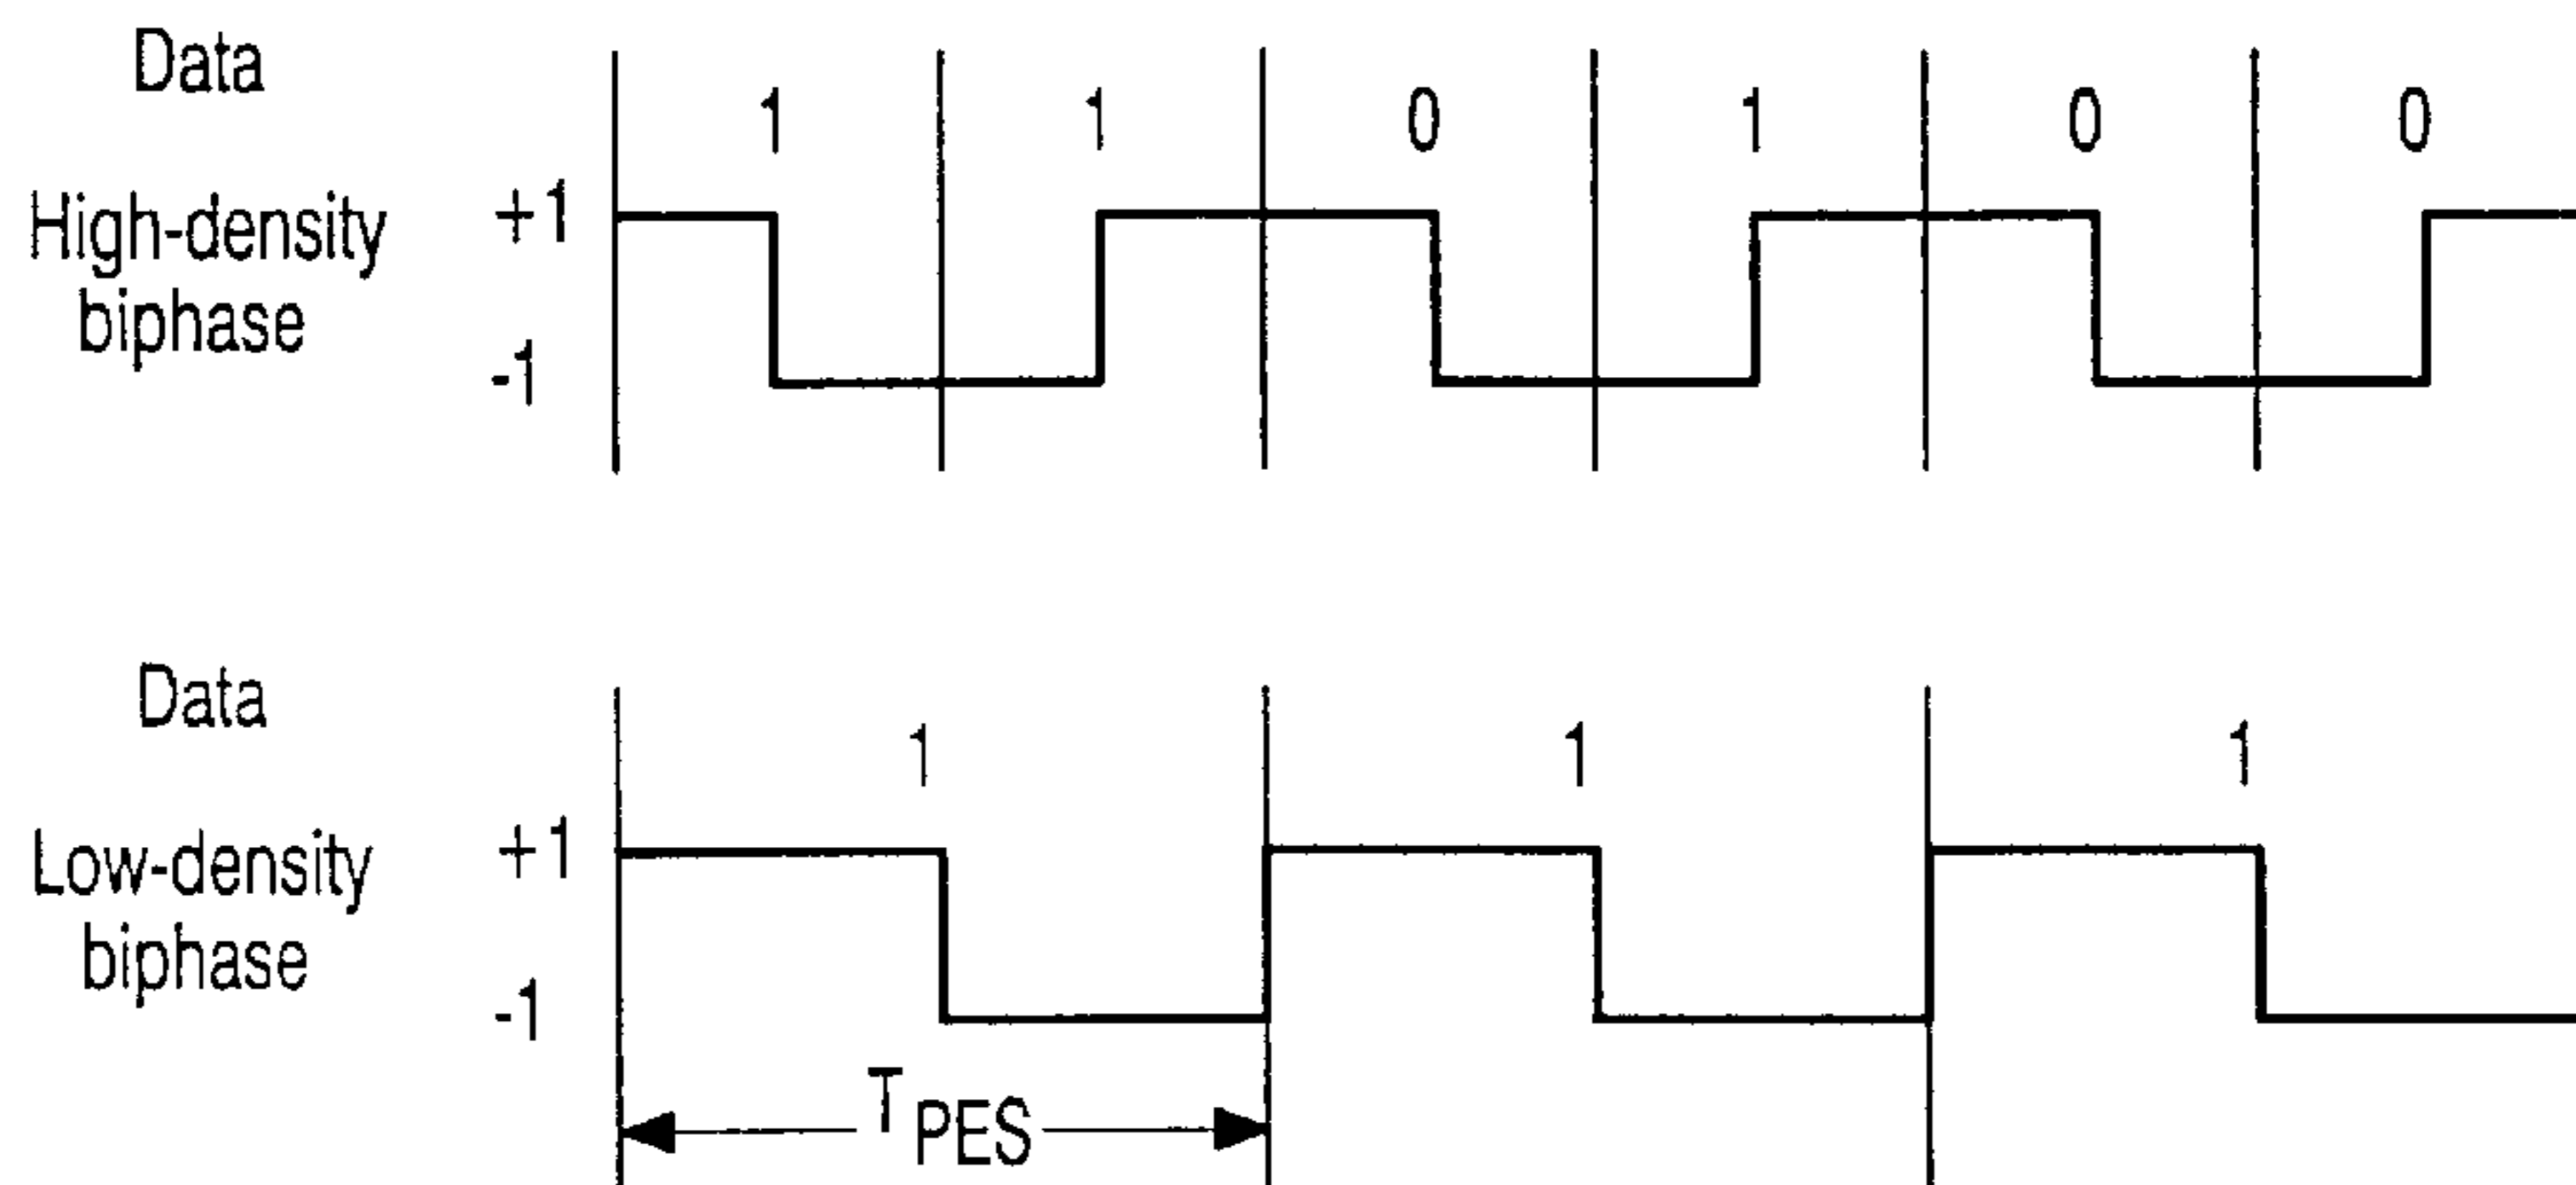 Data
1 1 0 1 0 0
High-density
biphase
+1
-1
Data
1 1 1
Low-density
biphase
+1
-1
T PES